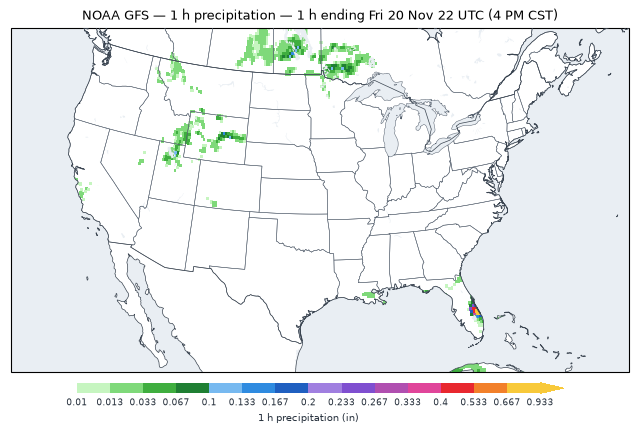 NOAA GFS — 1 h precipitation — 1 h ending Fri 20 Nov 22 UTC (4 PM CST)
0.01 0.013 0.033 0.067 0.1 0.133 0.167 0.2 0.233 0.267 0.333 0.4 0.533 0.667 0.933
1 h precipitation (in)